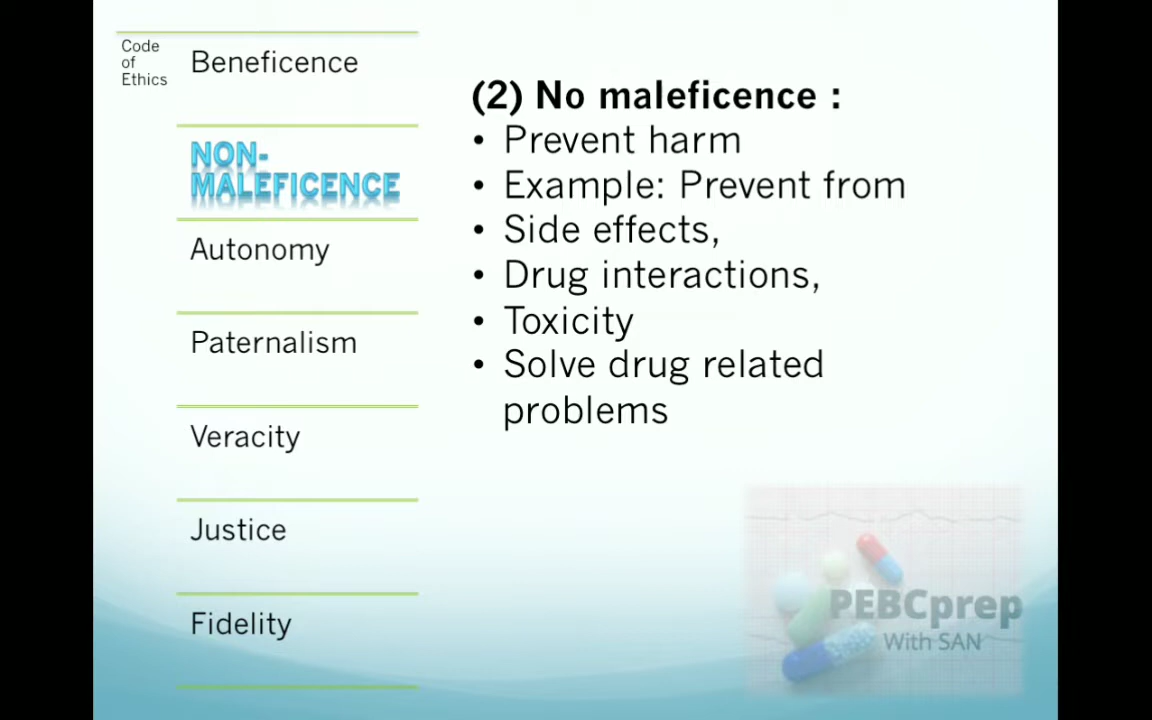 Code
of
Ethics
Beneficence
NON-
MALEFICENCE
Autonomy
Paternalism
Veracity
Justice
Fidelity
(2) No maleficence :
• Prevent harm
• Example: Prevent from
• Side effects,
• Drug interactions,
• Toxicity
• Solve drug related
problems
PEBCprep
With SAN